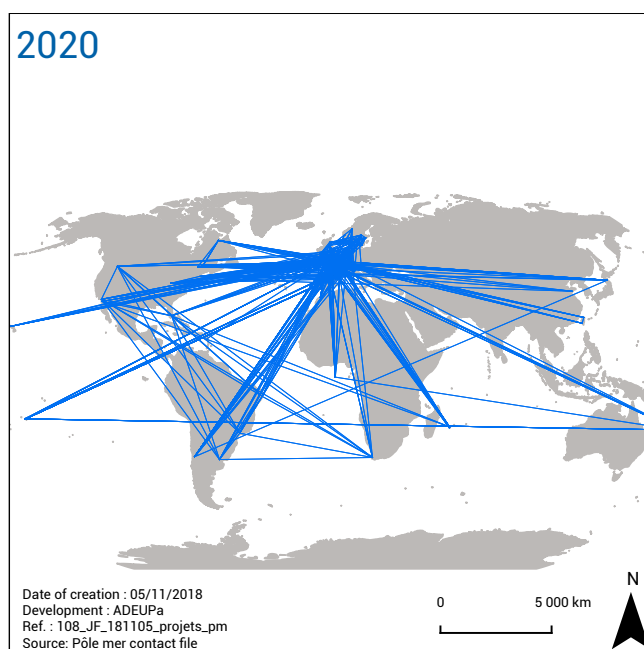 2020
N
Date of creation : 05/11/2018
Development : ADEUPa
Ref. : 108_JF_181105_projets_pm
Source: Pôle mer contact file
0 5 000 km